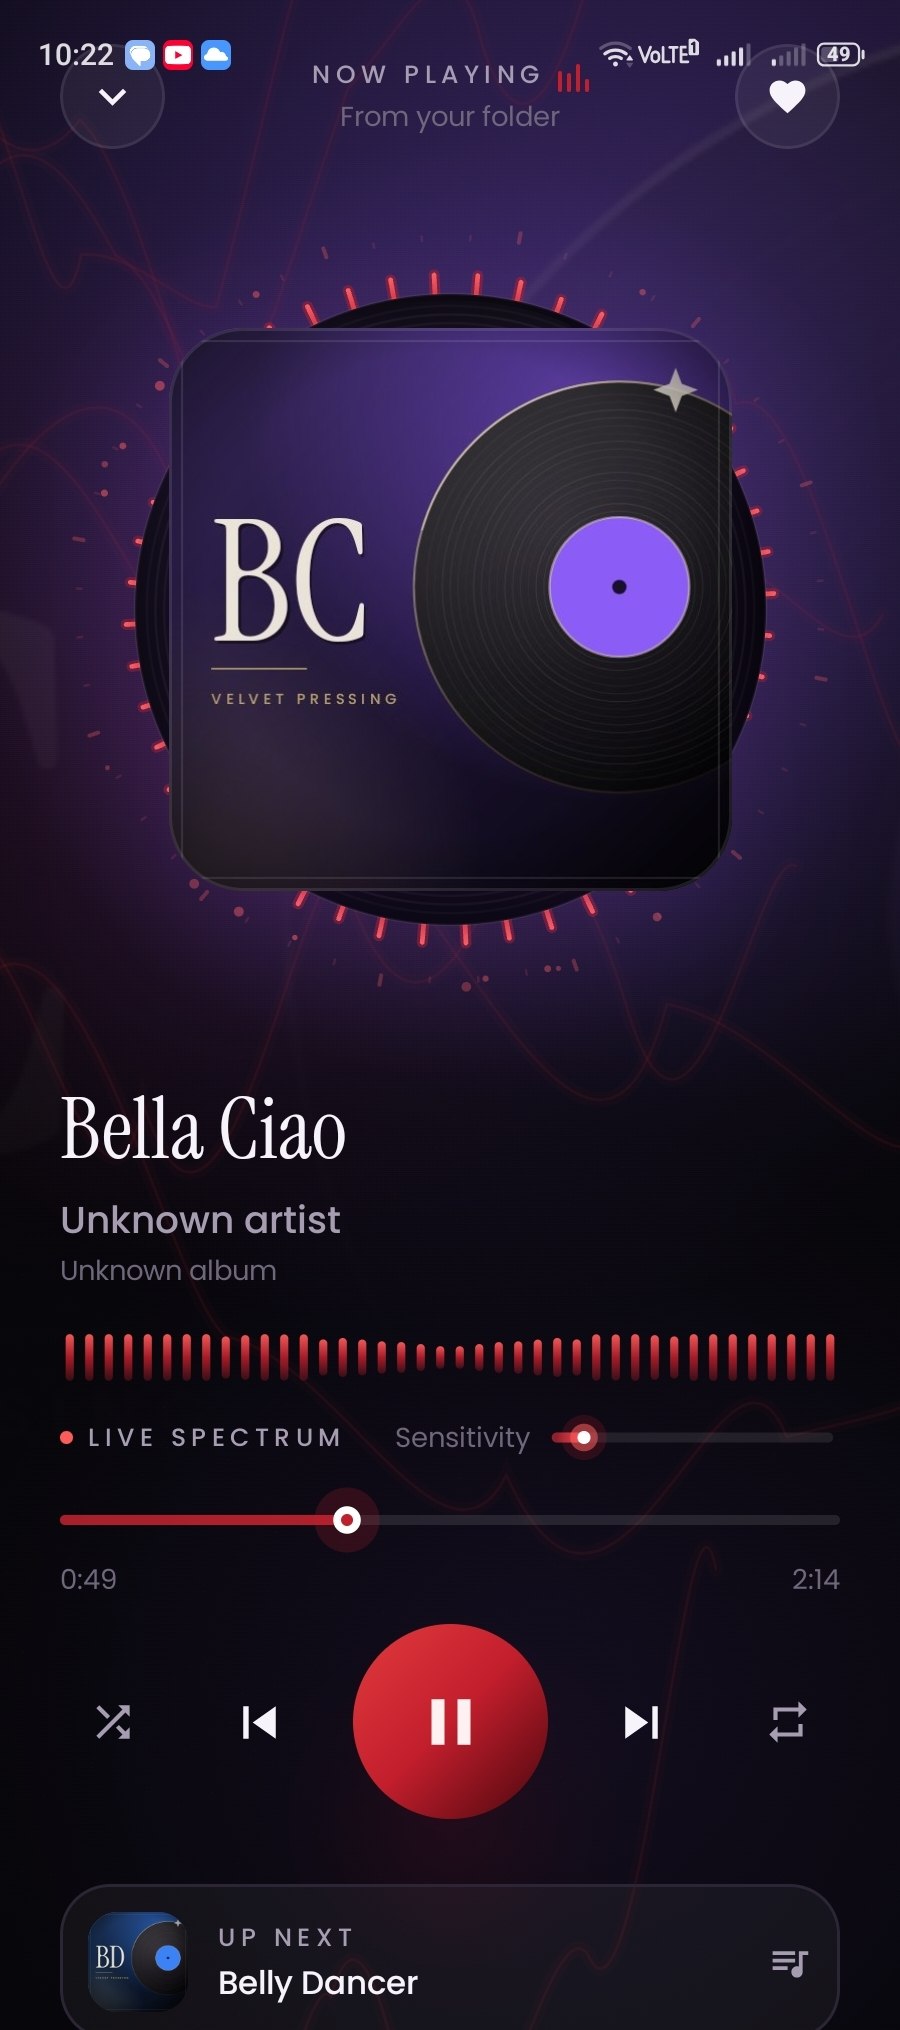 10:22
VoLTE 1
49
NOW PLAYING
From your folder
BC
VELVET PRESSING
Bella Ciao
Unknown artist
Unknown album
LIVE SPECTRUM
Sensitivity
0:49
2:14
BD
UP NEXT
Belly Dancer